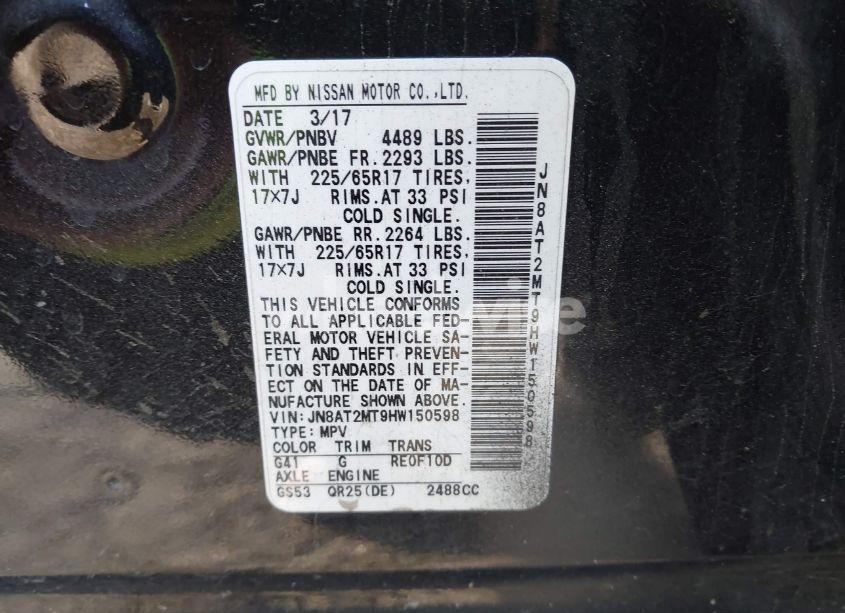 MFD BY NISSAN MOTOR CO.,LTD.
DATE 3/17
GVWR/PNBV 4489 LBS.
GAWR/PNBE FR.2293 LBS.
WITH 225/65R17 TIRES.
17×7J RIMS.AT 33 PSI
COLD SINGLE.
GAWR/PNBE RR.2264 LBS.
WITH 225/65R17 TIRES.
17×7J RIMS.AT 33 PSI
COLD SINGLE.
THIS VEHICLE CONFORMS
TO ALL APPLICABLE FED-
ERAL MOTOR VEHICLE SA-
FETY AND THEFT PREVEN-
TION STANDARDS IN EFF-
ECT ON THE DATE OF MA-
NUFACTURE SHOWN ABOVE.
VIN:JN8AT2MT9HW150598
TYPE:MPV
COLOR TRIM TRANS
G41 G RE0F10D
AXLE ENGINE
GS53 QR25(DE) 2488CC
JN8AT2MT9HW150598